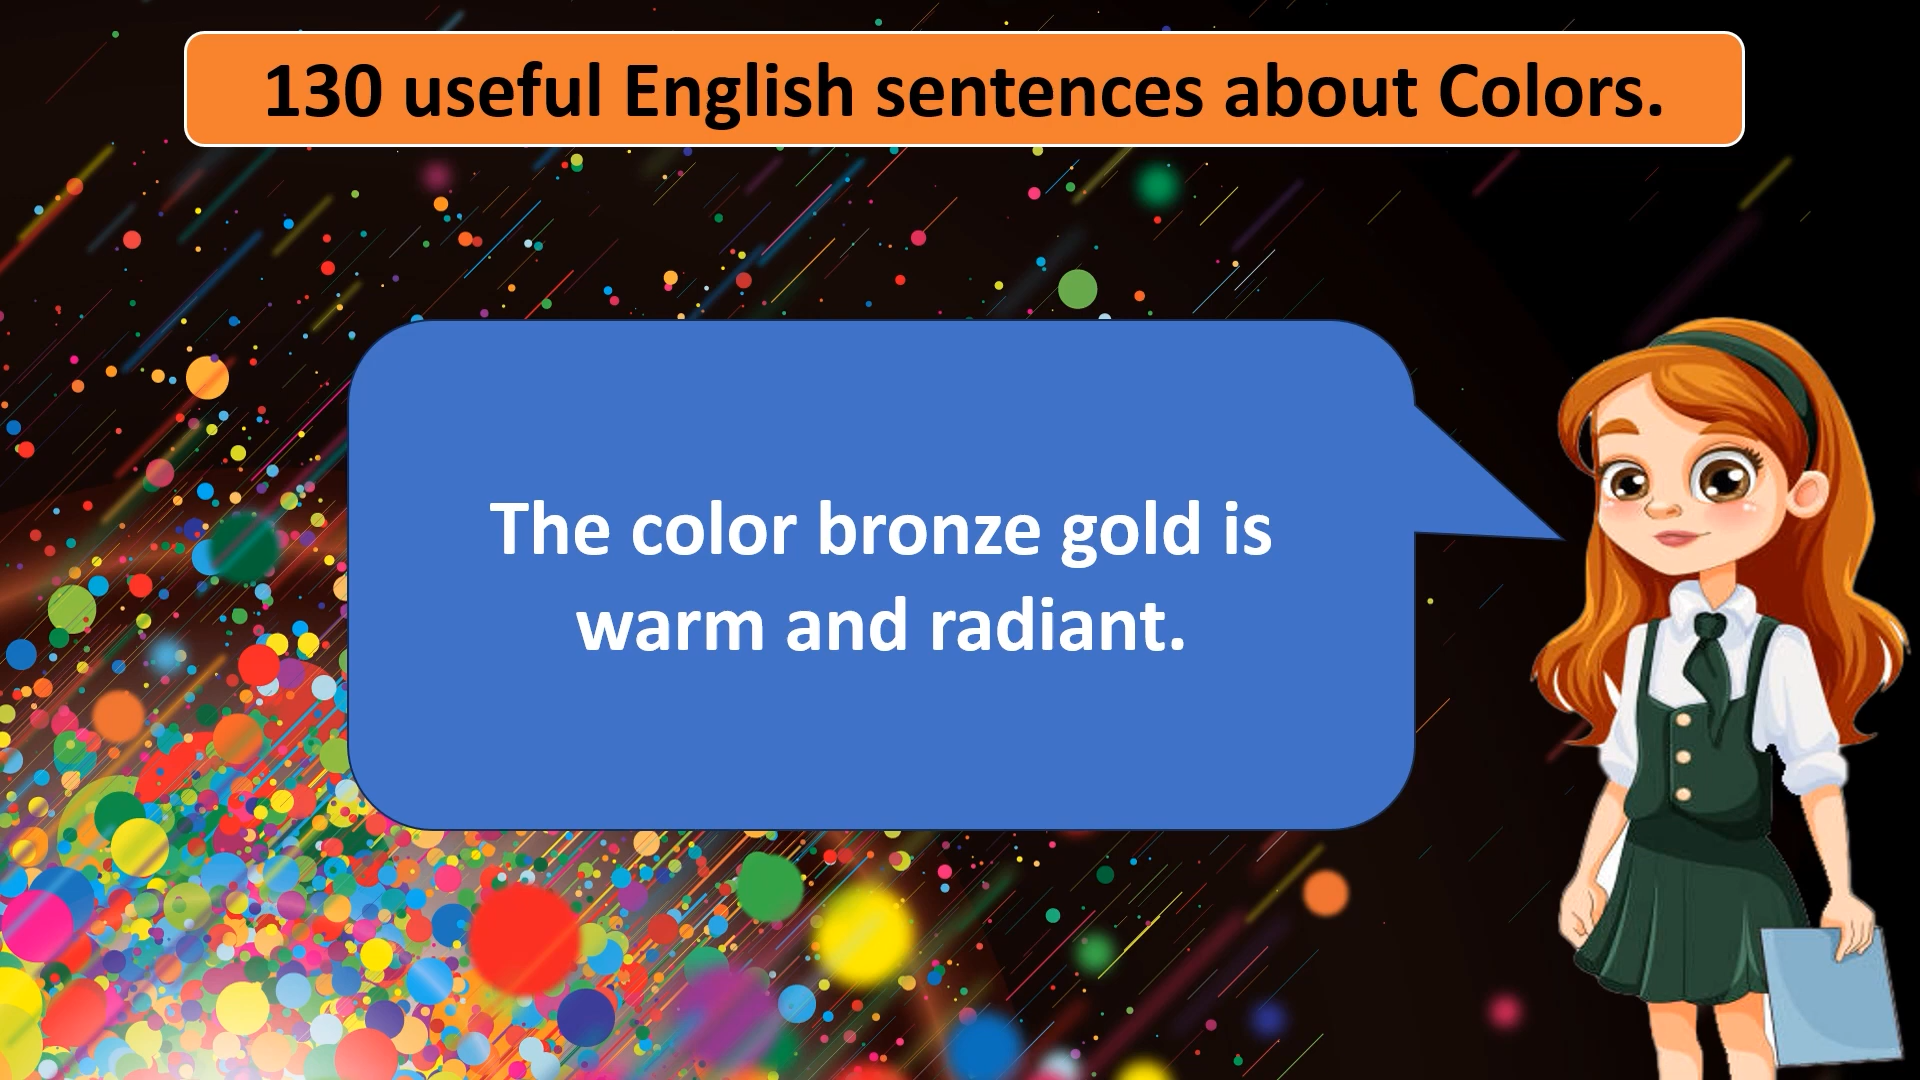 130 useful English sentences about Colors.
The color bronze gold is
warm and radiant.